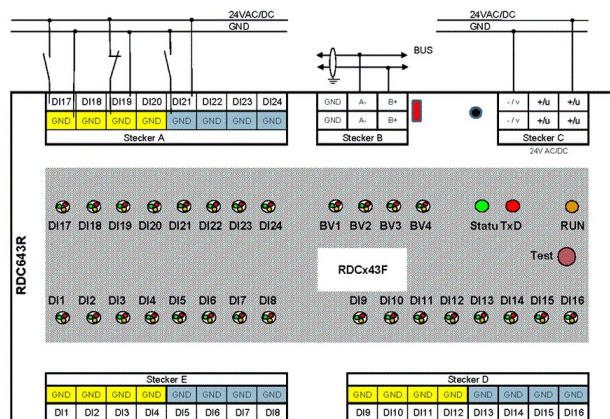 24VAC/DC
GND
24VAC/DC
GND
BUS
DI17 DI18 DI19 DI20 DI21 DI22 DI23 DI24
GND GND GND GND GND GND GND GND
Stecker A
GND A- B+
GND A- B+
Stecker B
- / v +/u +/u
- / v +/u +/u
Stecker C
24V AC/DC
RDC643R
DI17 DI18 DI19 DI20 DI21 DI22 DI23 DI24
BV1 BV2 BV3 BV4
Statu TxD
RUN
Test
RDCx43F
DI1 DI2 DI3 DI4 DI5 DI6 DI7 DI8
DI9 DI10 DI11 DI12 DI13 DI14 DI15 DI16
Stecker E
GND GND GND GND GND GND GND GND
DI1 DI2 DI3 DI4 DI5 DI6 DI7 DI8
Stecker D
GND GND GND GND GND GND GND GND
DI9 DI10 DI11 DI12 DI13 DI14 DI15 DI16